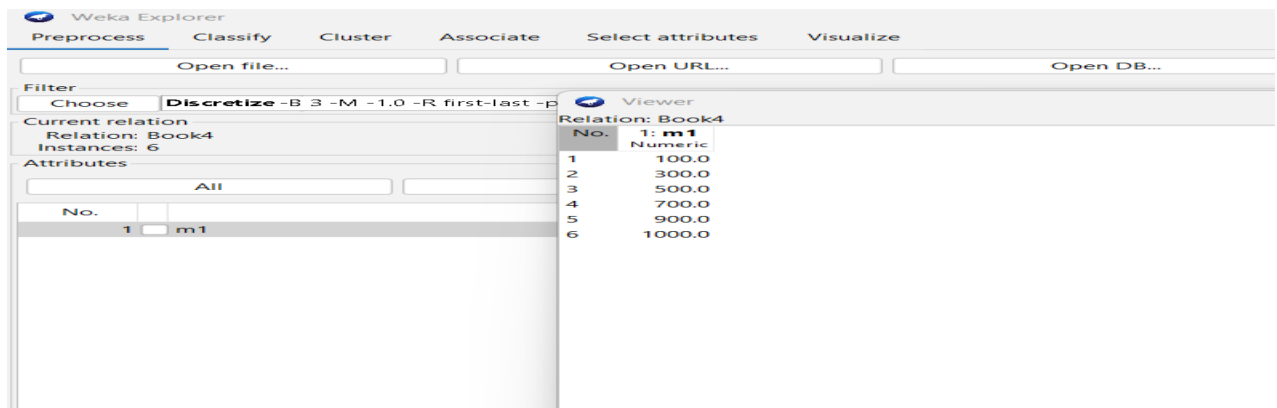 Weka Explorer
Preprocess Classify Cluster Associate Select attributes Visualize
Open file... Open URL... Open DB...
Filter
Choose Discretize -B 3 -M -1.0 -R first-last -p
Current relation
Relation: Book4
Instances: 6
Attributes
All
No.
1 m1
Viewer
Relation: Book4
No. 1: m1
Numeric
1 100.0
2 300.0
3 500.0
4 700.0
5 900.0
6 1000.0